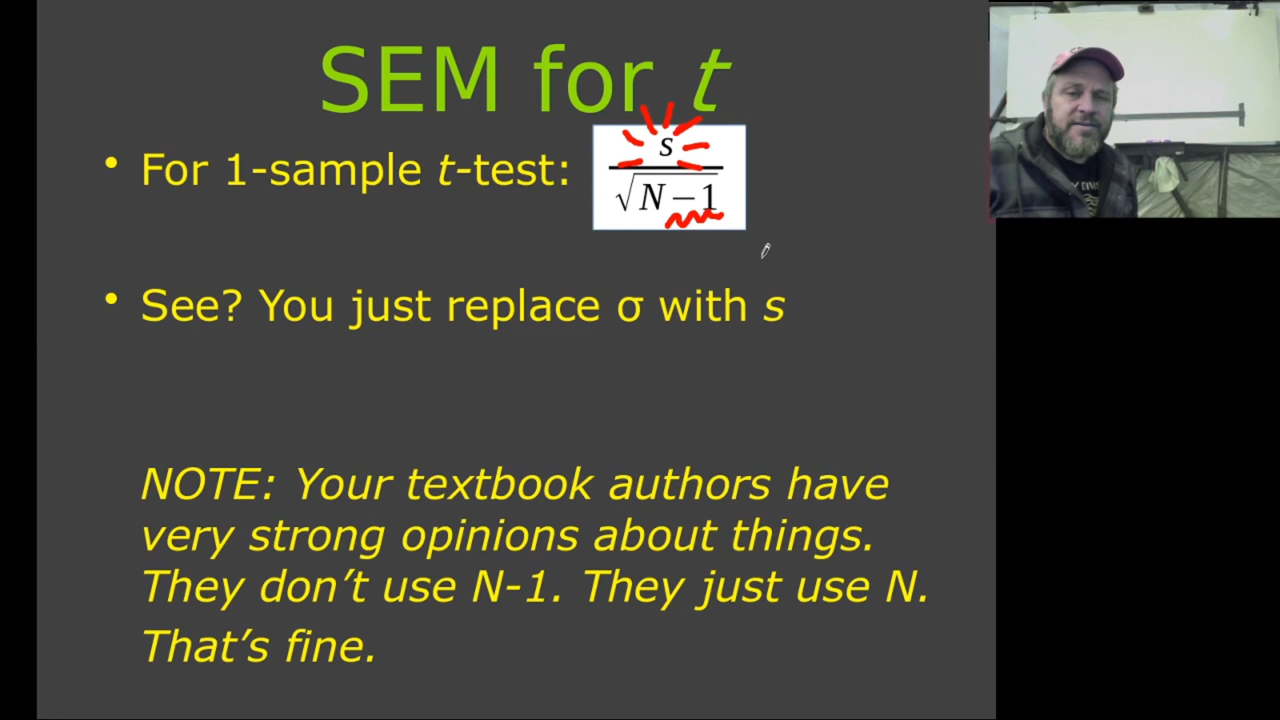 SEM for t
• For 1-sample t-test:
s
√N−1
• See? You just replace σ with s
NOTE: Your textbook authors have
very strong opinions about things.
They don’t use N-1. They just use N.
That’s fine.